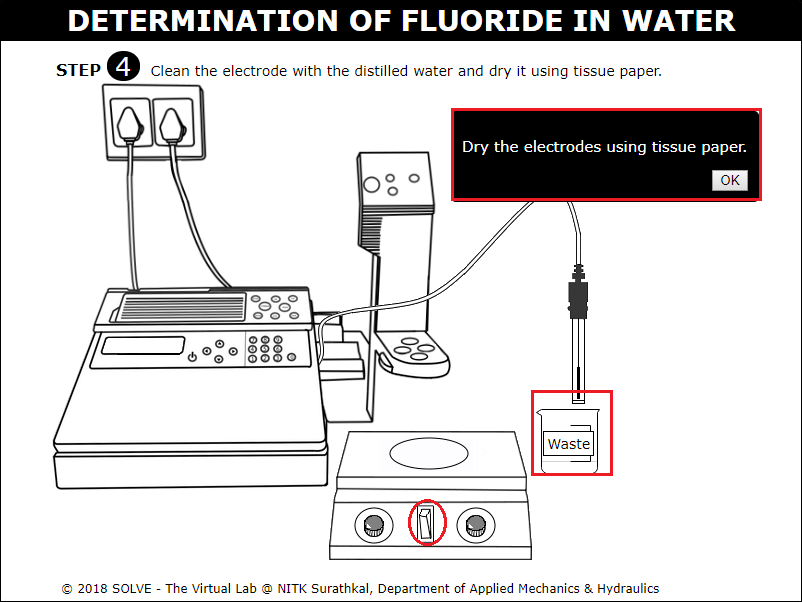 DETERMINATION OF FLUORIDE IN WATER
STEP 4 Clean the electrode with the distilled water and dry it using tissue paper.
Dry the electrodes using tissue paper.
OK
Waste
© 2018 SOLVE - The Virtual Lab @ NITK Surathkal, Department of Applied Mechanics & Hydraulics